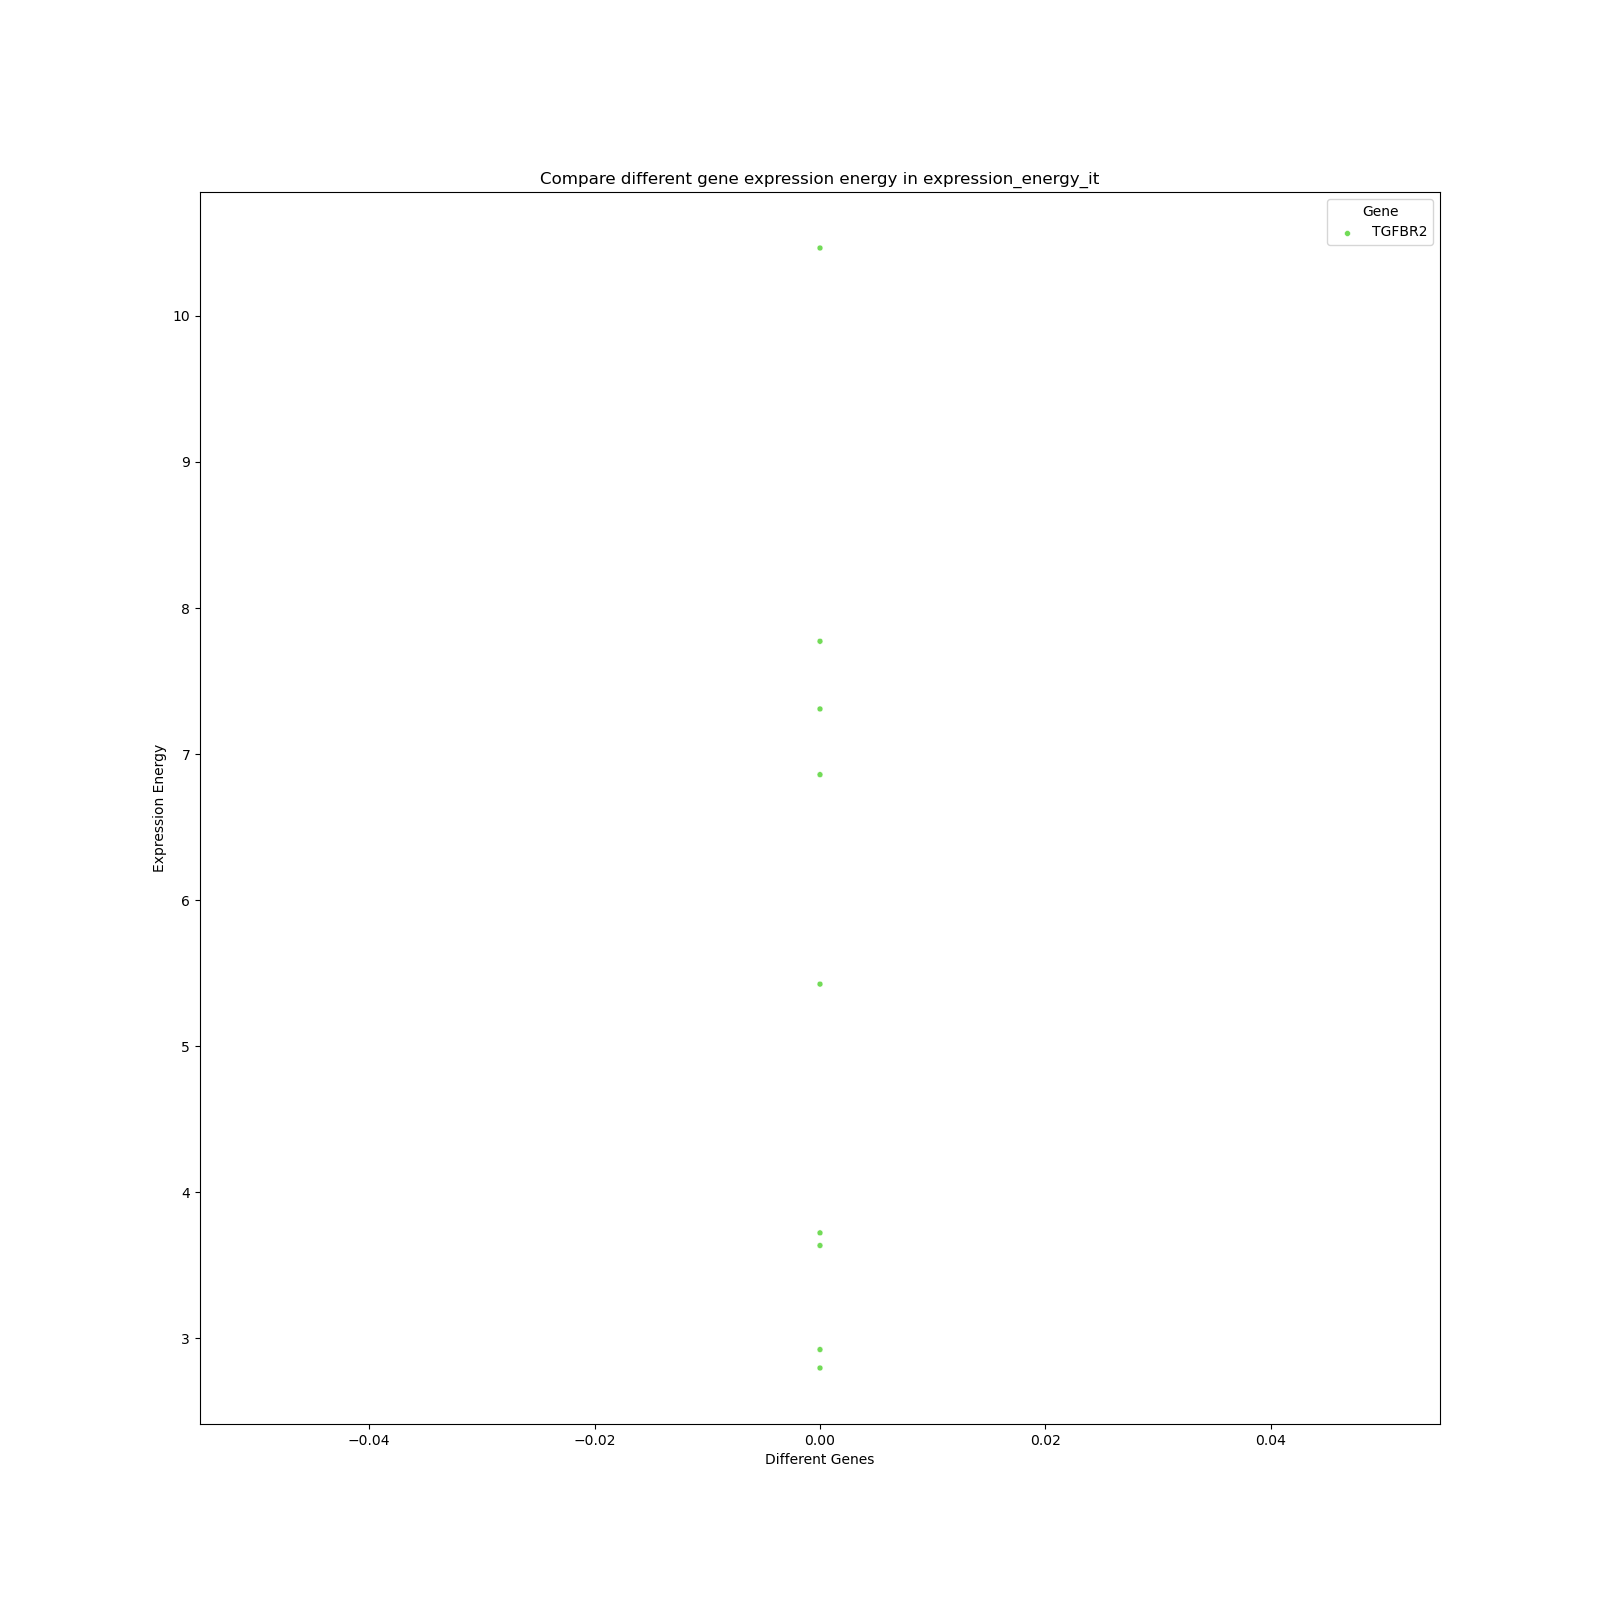 Compare different gene expression energy in expression_energy_it
Gene
TGFBR2
10
9
8
7
6
5
4
3
Expression Energy
−0.04
−0.02
0.00
0.02
0.04
Different Genes